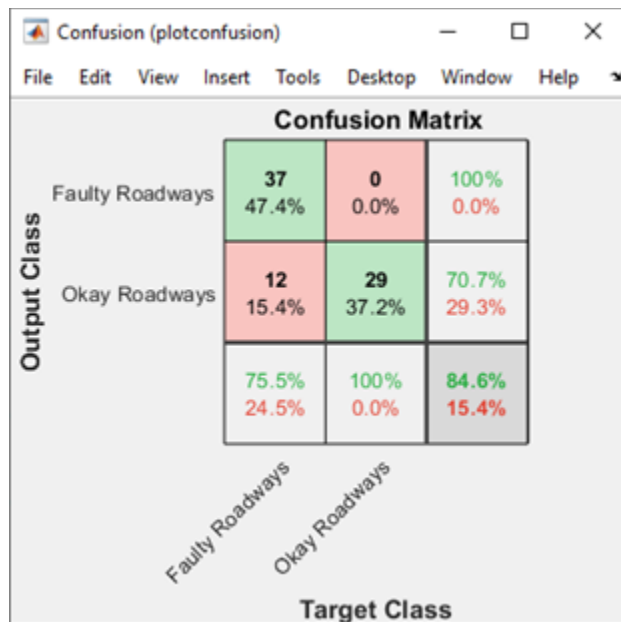 Confusion (plotconfusion)
File Edit View Insert Tools Desktop Window Help
Confusion Matrix
Output Class
Faulty Roadways
37
47.4%
0
0.0%
100%
0.0%
Okay Roadways
12
15.4%
29
37.2%
70.7%
29.3%
75.5%
24.5%
100%
0.0%
84.6%
15.4%
Faulty Roadways
Okay Roadways
Target Class